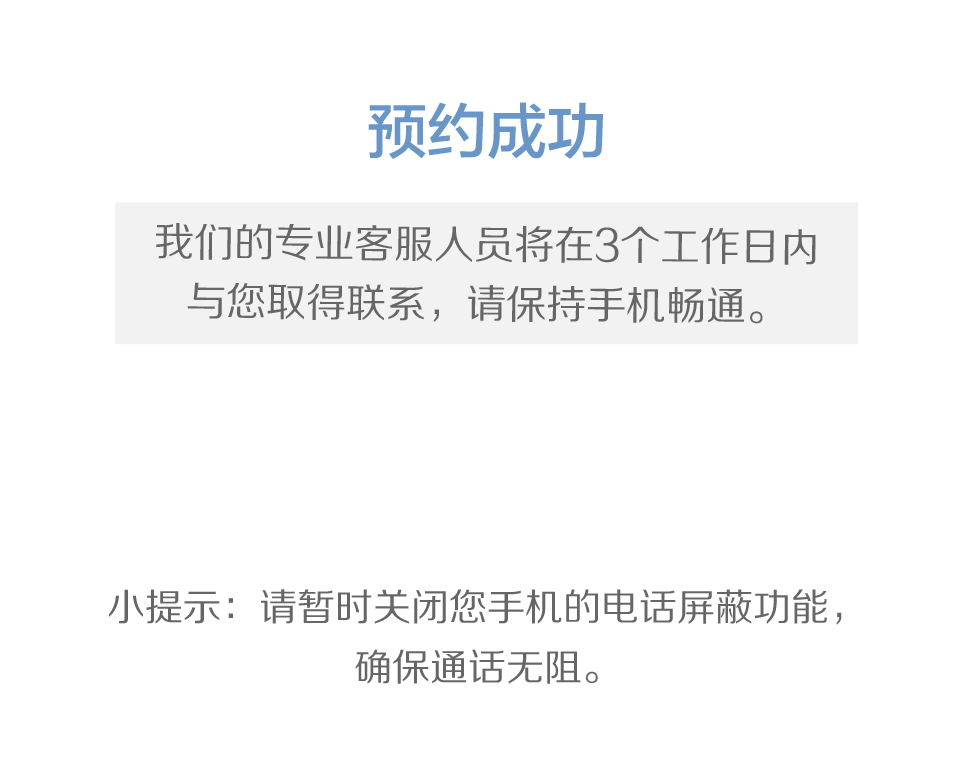 预约成功
我们的专业客服人员将在3个工作日内
与您取得联系，请保持手机畅通。
小提示：请暂时关闭您手机的电话屏蔽功能，
确保通话无阻。